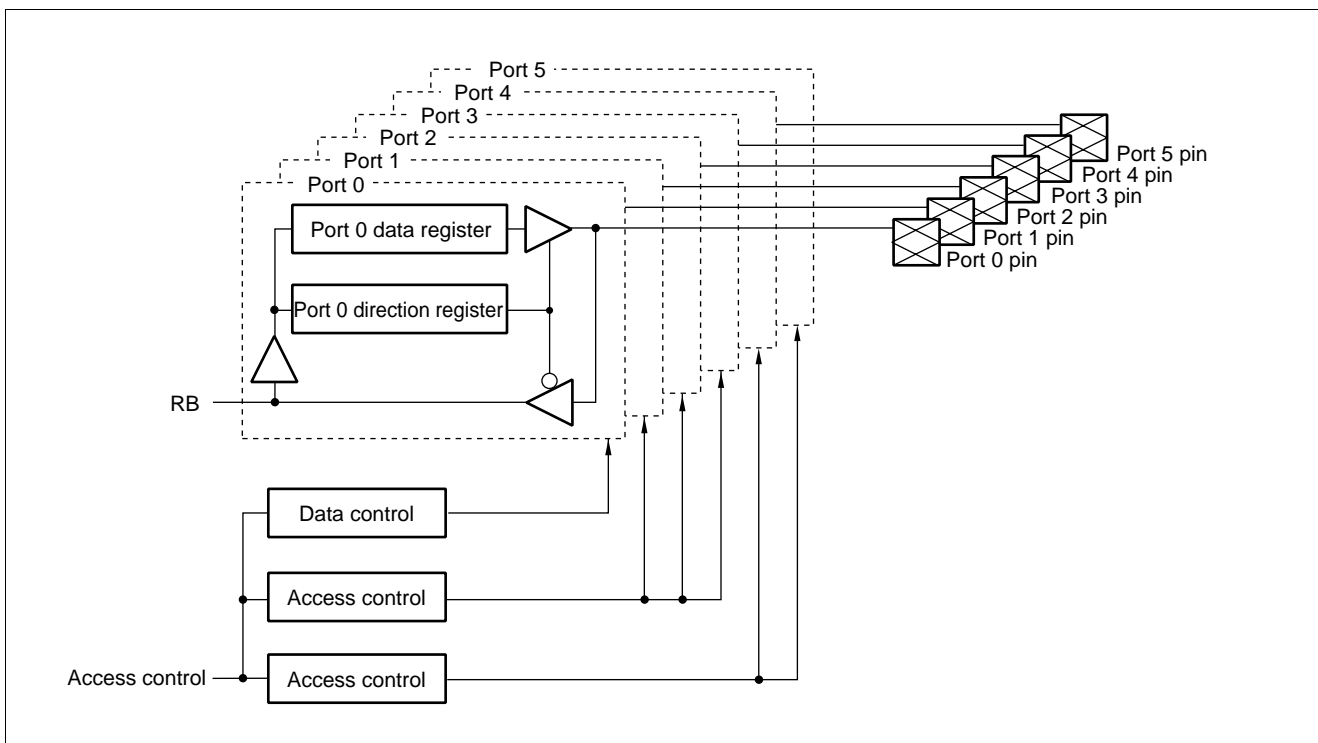 Port 5
Port 4
Port 3
Port 2
Port 1
Port 0
Port 0 data register
Port 0 direction register
RB
Port 5 pin
Port 4 pin
Port 3 pin
Port 2 pin
Port 1 pin
Port 0 pin
Data control
Access control
Access control
Access control